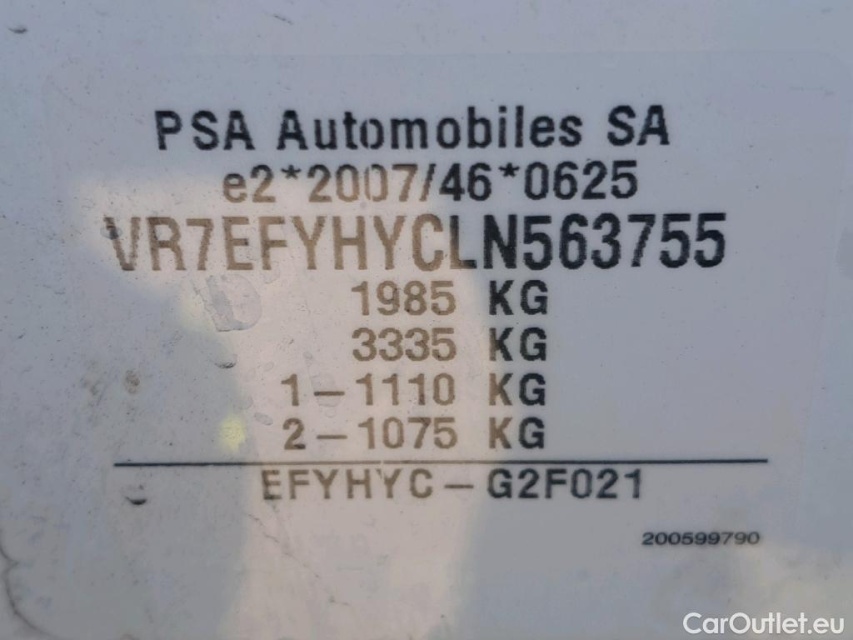 PSA Automobiles SA
e2*2007/46*0625
VR7EFYHYCLN563755
1985 KG
3335 KG
1-1110 KG
2-1075 KG
EFYHYC-G2F021
200599790
CarOutlet.eu